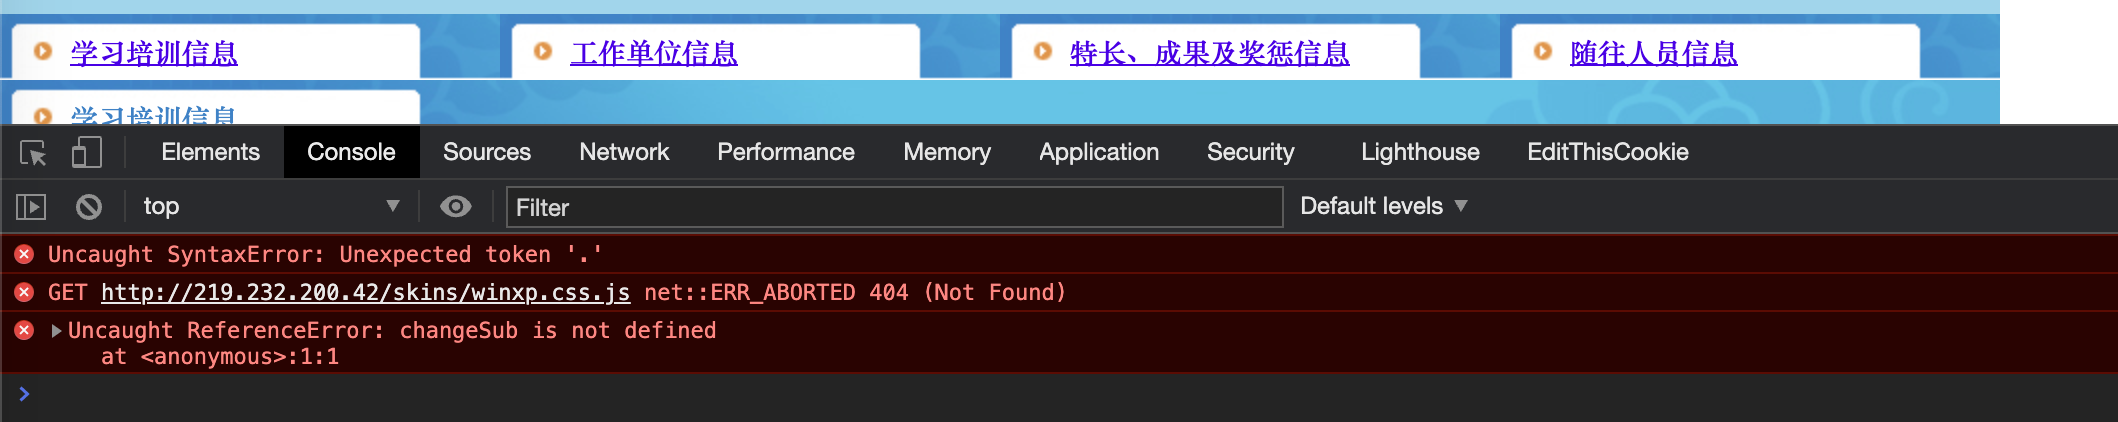 学习培训信息 工作单位信息 特长、成果及奖惩信息 随往人员信息
学习培训信息
Elements Console Sources Network Performance Memory Application Security Lighthouse EditThisCookie
top Filter Default levels
Uncaught SyntaxError: Unexpected token '.'
GET http://219.232.200.42/skins/winxp.css.js net::ERR_ABORTED 404 (Not Found)
Uncaught ReferenceError: changeSub is not defined
at <anonymous>:1:1